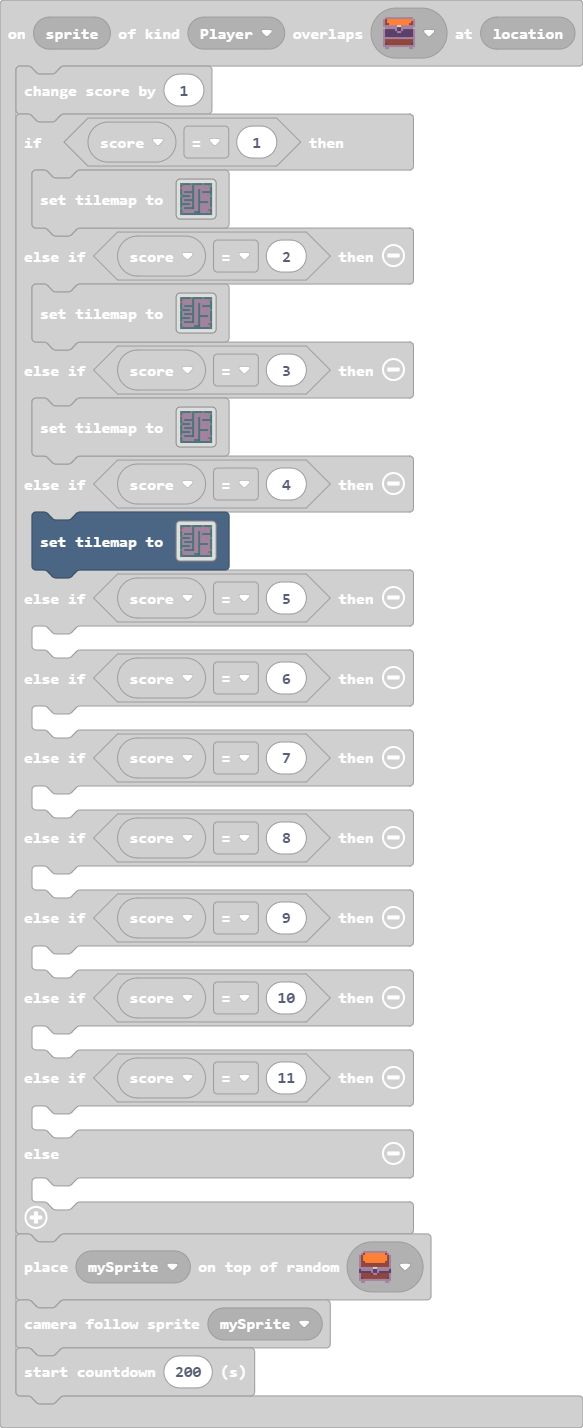 on sprite of kind Player overlaps at location
change score by 1
if score = 1 then
set tilemap to
else if score = 2 then
set tilemap to
else if score = 3 then
set tilemap to
else if score = 4 then
set tilemap to
else if score = 5 then
else if score = 6 then
else if score = 7 then
else if score = 8 then
else if score = 9 then
else if score = 10 then
else if score = 11 then
else
place mySprite on top of random
camera follow sprite mySprite
start countdown 200 (s)